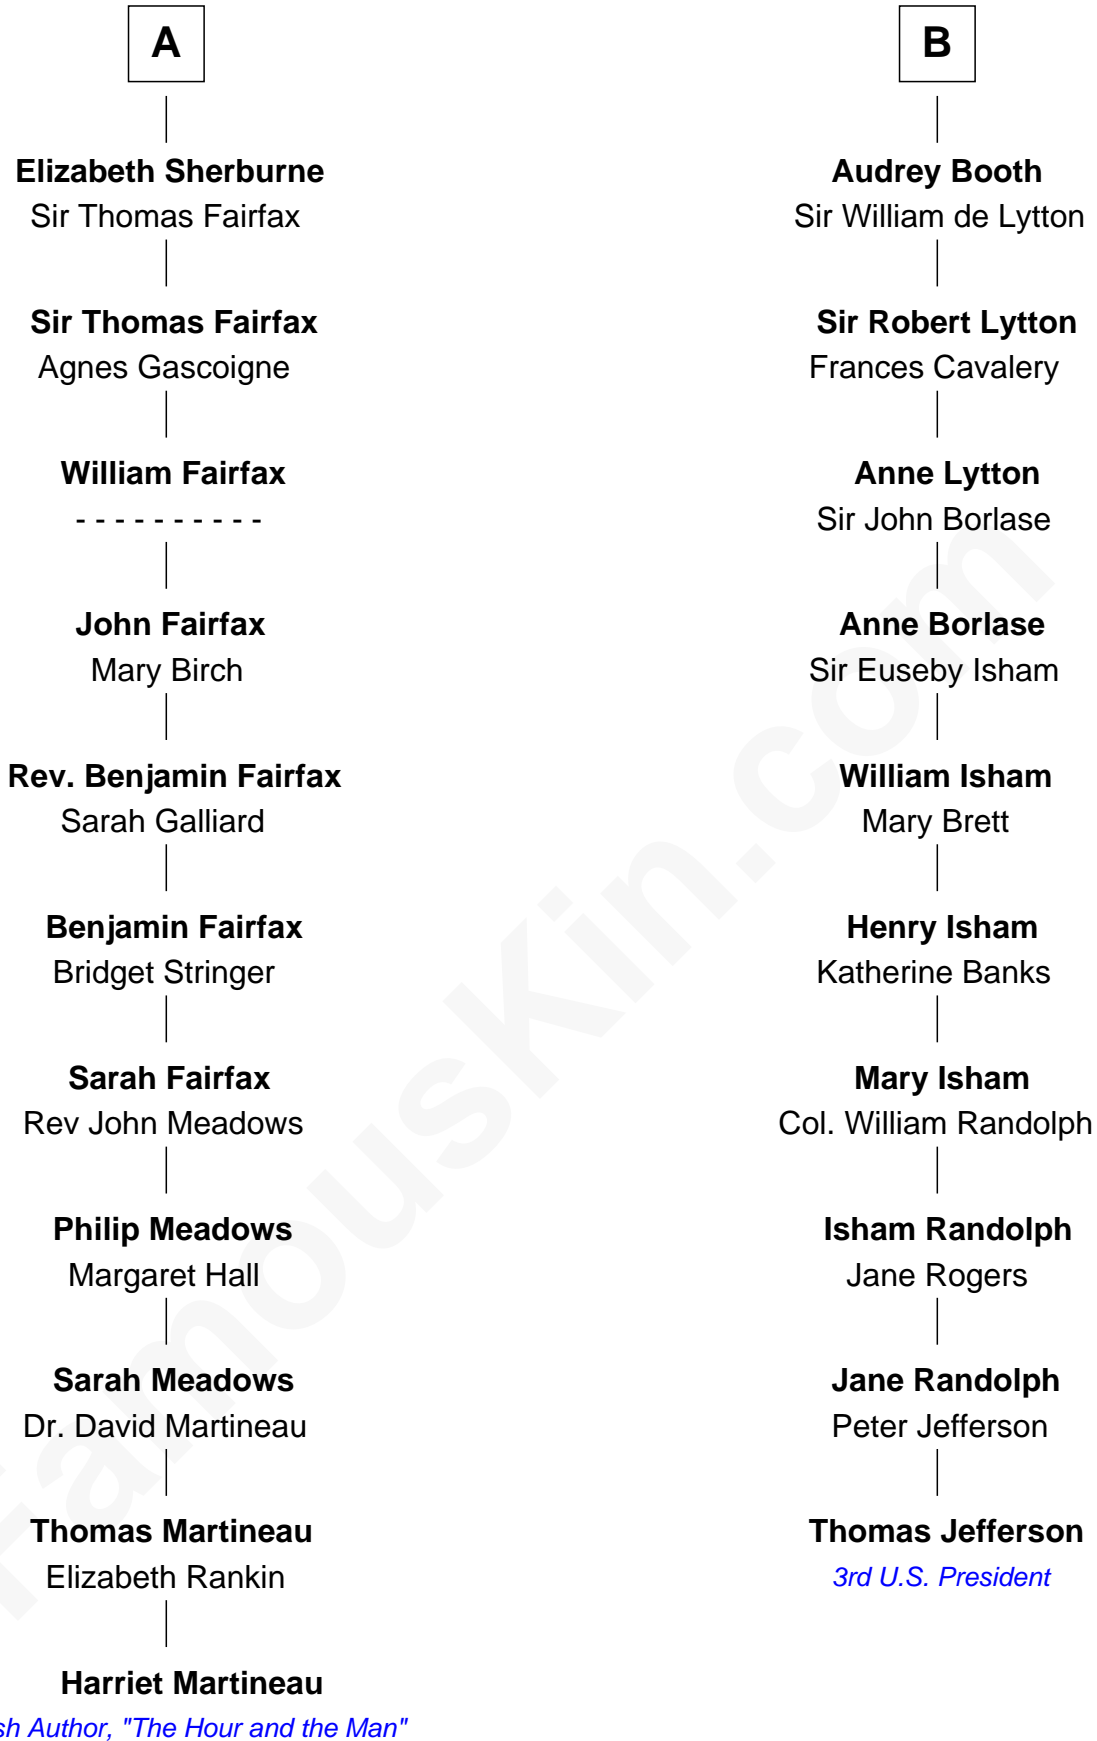 A
Elizabeth Sherburne
Sir Thomas Fairfax
Sir Thomas Fairfax
Agnes Gascoigne
William Fairfax
- - - - - - - - - -
John Fairfax
Mary Birch
Rev. Benjamin Fairfax
Sarah Galliard
Benjamin Fairfax
Bridget Stringer
Sarah Fairfax
Rev John Meadows
Philip Meadows
Margaret Hall
Sarah Meadows
Dr. David Martineau
Thomas Martineau
Elizabeth Rankin
Harriet Martineau
sh Author, "The Hour and the Man"
B
Audrey Booth
Sir William de Lytton
Sir Robert Lytton
Frances Cavalery
Anne Lytton
Sir John Borlase
Anne Borlase
Sir Euseby Isham
William Isham
Mary Brett
Henry Isham
Katherine Banks
Mary Isham
Col. William Randolph
Isham Randolph
Jane Rogers
Jane Randolph
Peter Jefferson
Thomas Jefferson
3rd U.S. President
FamousKin.com